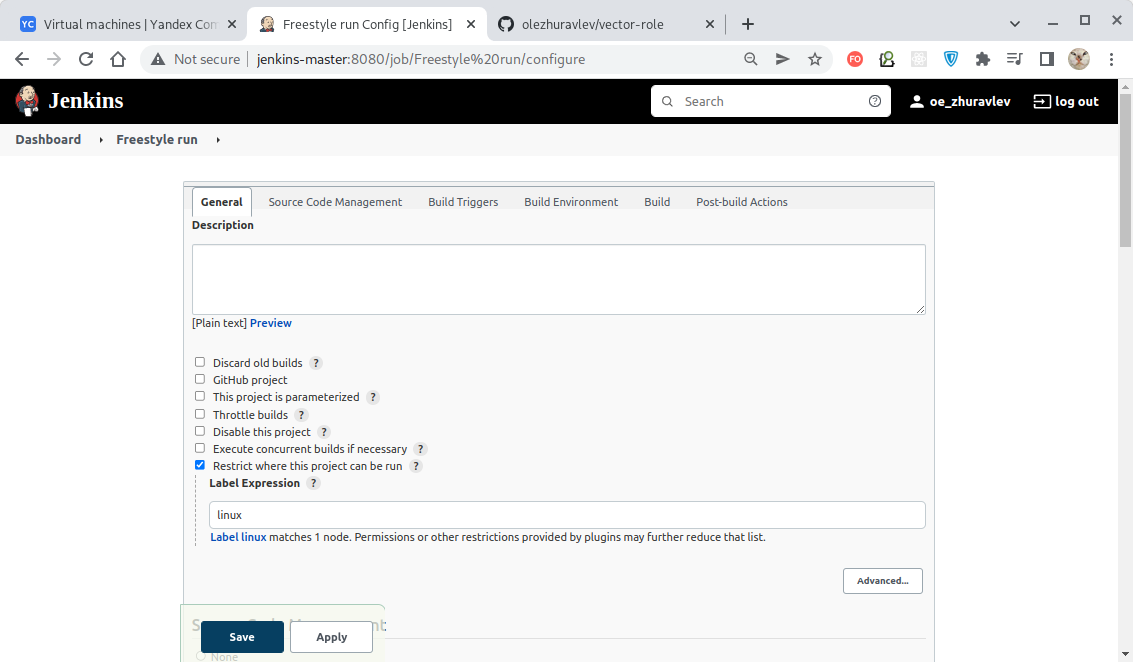 Virtual machines | Yandex Com
Freestyle run Config [Jenkins]
olezhuravlev/vector-role
Not secure
jenkins-master:8080/job/Freestyle%20run/configure
Jenkins
Search
oe_zhuravlev
log out
Dashboard
Freestyle run
General
Source Code Management
Build Triggers
Build Environment
Build
Post-build Actions
Description
[Plain text] Preview
Discard old builds ?
GitHub project
This project is parameterized ?
Throttle builds ?
Disable this project ?
Execute concurrent builds if necessary ?
Restrict where this project can be run ?
Label Expression ?
linux
Label linux matches 1 node. Permissions or other restrictions provided by plugins may further reduce that list.
Advanced...
Save
Apply
None